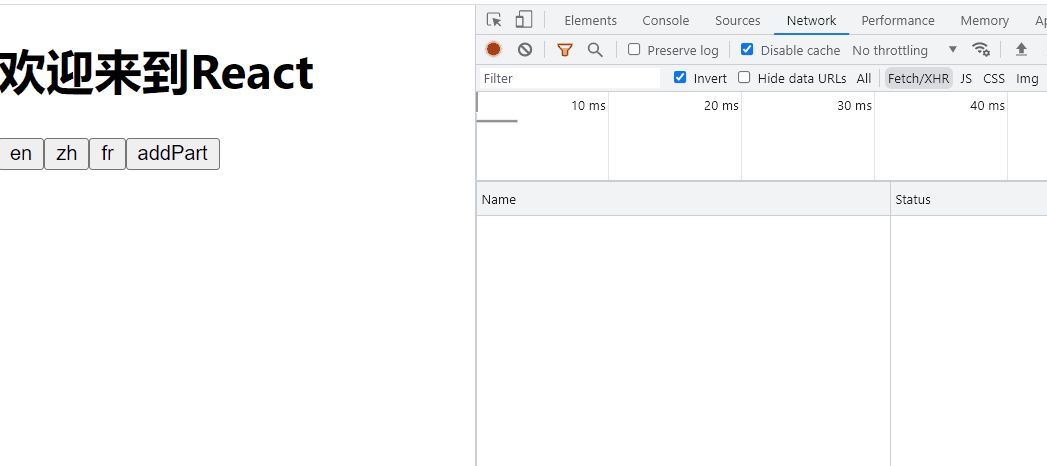 欢迎来到React
en zh fr addPart
Elements Console Sources Network Performance Memory Ap
Preserve log Disable cache No throttling
Filter Invert Hide data URLs All Fetch/XHR JS CSS Img
10 ms 20 ms 30 ms 40 ms
Name Status